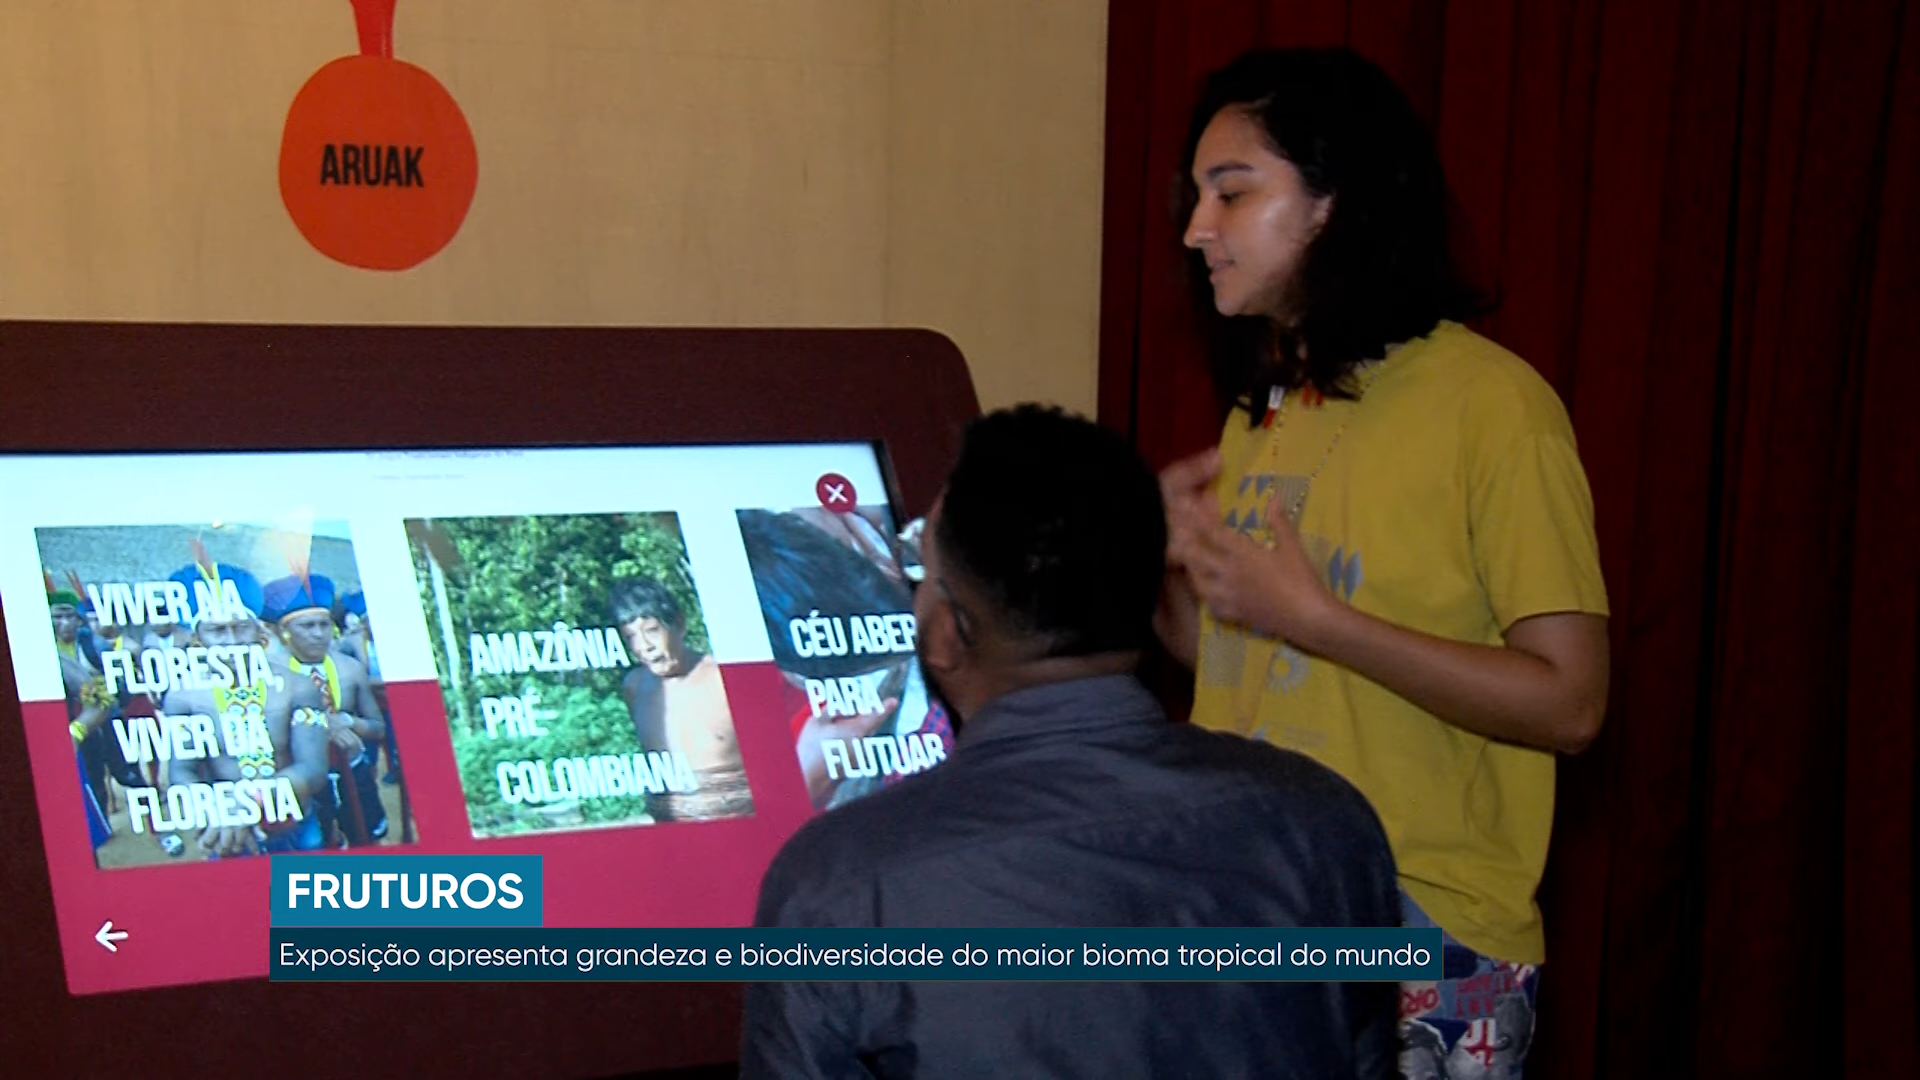 ARUAK
VIVER NA
FLORESTA,
VIVER DA
FLORESTA
AMAZÔNIA
PRÉ-
COLOMBIANA
CÉU ABER
PARA
FLUTUAR
FRUTUROS
Exposição apresenta grandeza e biodiversidade do maior bioma tropical do mundo